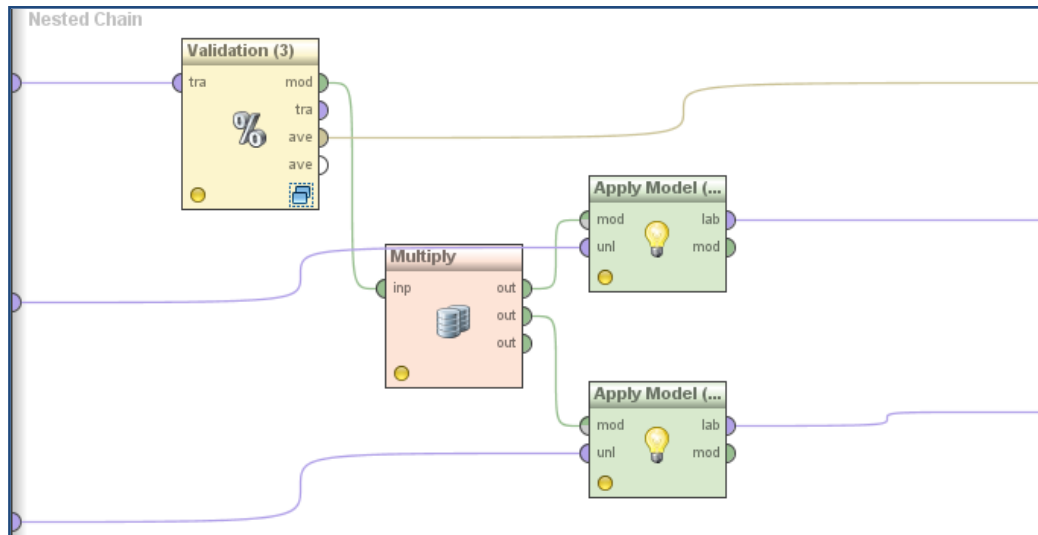 Nested Chain
Validation (3)
tra
mod
tra
ave
ave
Apply Model (...
mod
lab
unl
mod
Multiply
inp
out
out
out
Apply Model (...
mod
lab
unl
mod